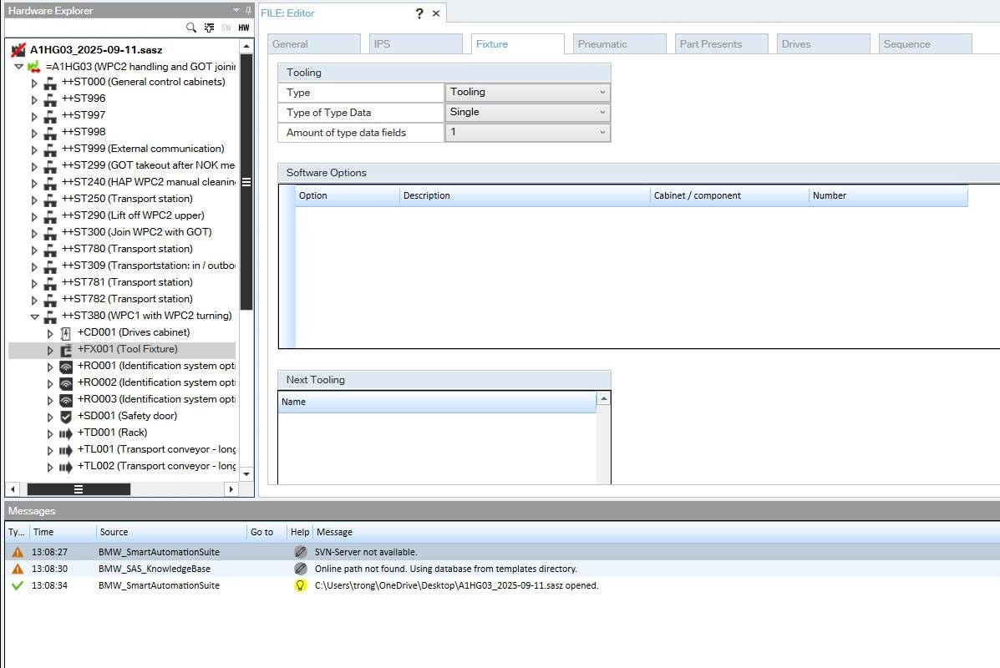 Hardware Explorer
SW HW
A1HG03_2025-09-11.sasz
=A1HG03 (WPC2 handling and GOT joinin
++ST000 (General control cabinets)
++ST996
++ST997
++ST998
++ST999 (External communication)
++ST299 (GOT takeout after NOK me
++ST240 (HAP WPC2 manual cleanin
++ST250 (Transport station)
++ST290 (Lift off WPC2 upper)
++ST300 (Join WPC2 with GOT)
++ST780 (Transport station)
++ST309 (Transportstation: in / outbo
++ST781 (Transport station)
++ST782 (Transport station)
++ST380 (WPC1 with WPC2 turning)
+CD001 (Drives cabinet)
+FX001 (Tool Fixture)
+RO001 (Identification system opti
+RO002 (Identification system opti
+RO003 (Identification system opti
+SD001 (Safety door)
+TD001 (Rack)
+TL001 (Transport conveyor - long
+TL002 (Transport conveyor - long
FILE: Editor ? ×
General IPS Fixture Pneumatic Part Presents Drives Sequence
Tooling
Type Tooling
Type of Type Data Single
Amount of type data fields 1
Software Options
Option Description Cabinet / component Number
Next Tooling
Name
Messages
Ty... Time Source Go to Help Message
13:08:27 BMW_SmartAutomationSuite SVN-Server not available.
13:08:30 BMW_SAS_KnowledgeBase Online path not found. Using database from templates directory.
13:08:34 BMW_SmartAutomationSuite C:\Users\trong\OneDrive\Desktop\A1HG03_2025-09-11.sasz opened.